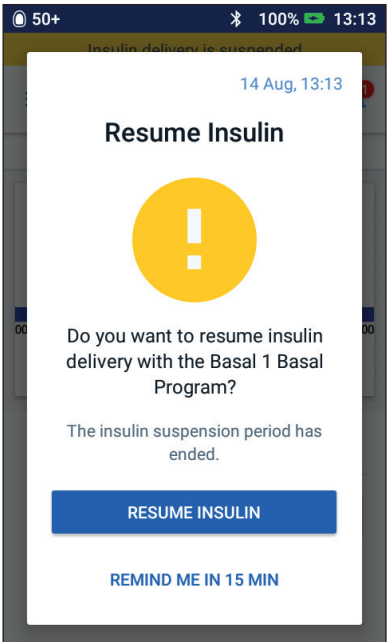 50+ 100% 13:13
Insulin delivery is suspended
14 Aug, 13:13
1
Resume Insulin
!
Do you want to resume insulin
delivery with the Basal 1 Basal
Program?
The insulin suspension period has
ended.
RESUME INSULIN
REMIND ME IN 15 MIN